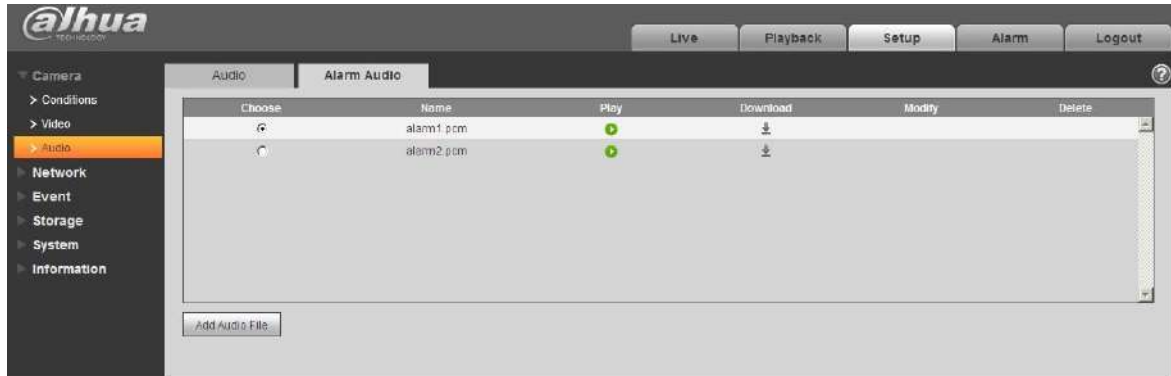 alhua
TECHNOLOGY
Live Playback Setup Alarm Logout
Camera
> Conditions
> Video
> Audio
Network
Event
Storage
System
Information
Audio Alarm Audio
Choose Name Play Download Modify Delete
alarm1.pcm
alarm2.pcm
Add Audio File